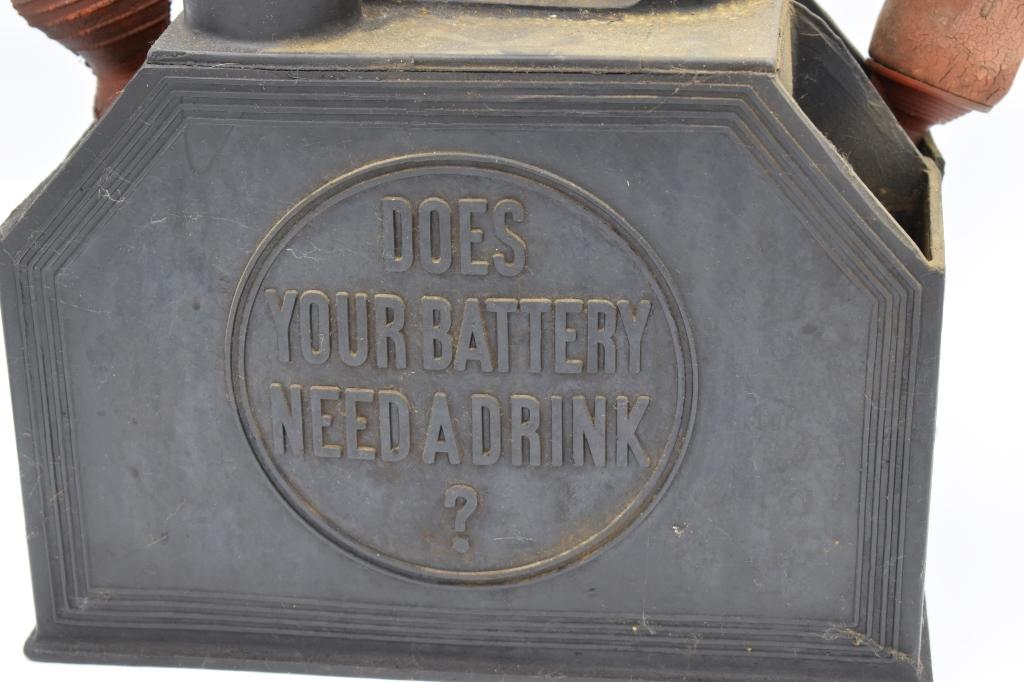 DOES
YOUR BATTERY
NEED A DRINK
?